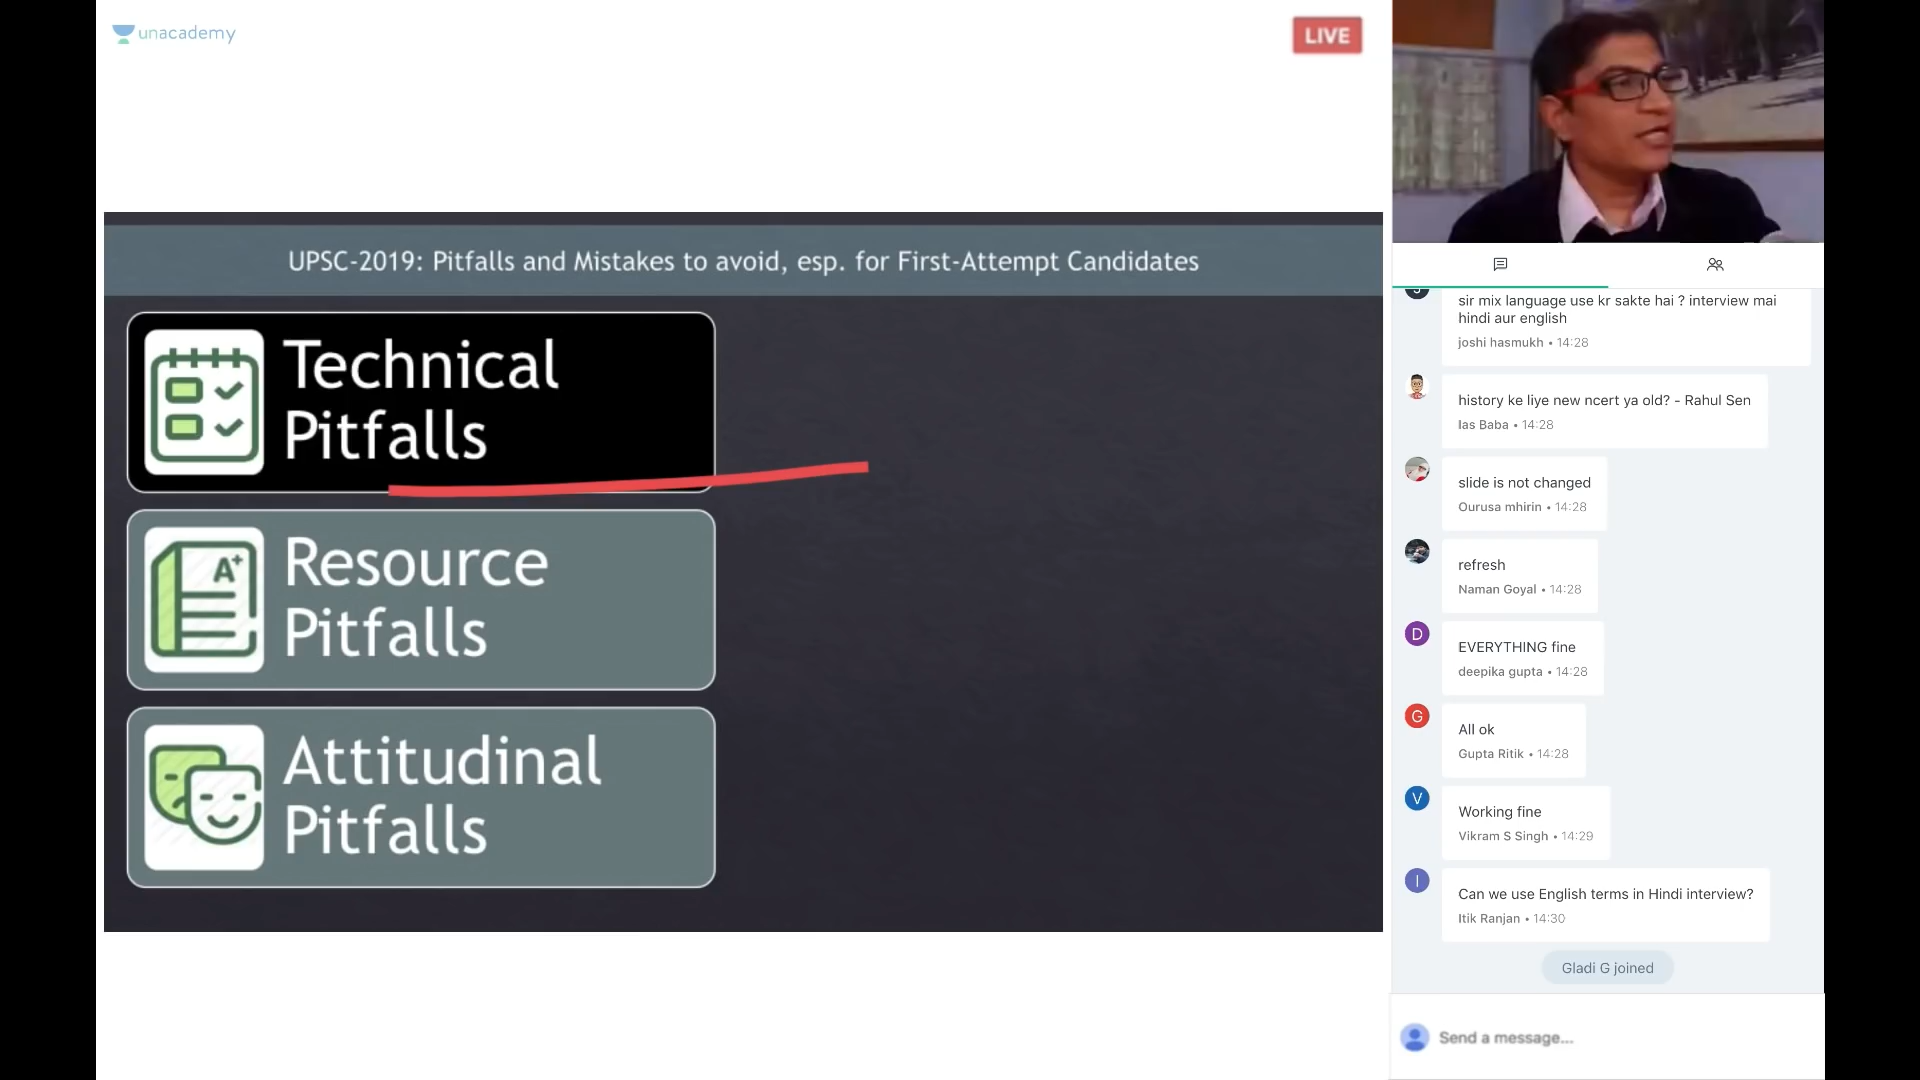 unacademy
LIVE
UPSC-2019: Pitfalls and Mistakes to avoid, esp. for First-Attempt Candidates
Technical
Pitfalls
A+
Resource
Pitfalls
Attitudinal
Pitfalls
sir mix language use kr sakte hai ? interview mai
hindi aur english
joshi hasmukh • 14:28
history ke liye new ncert ya old? - Rahul Sen
Ias Baba • 14:28
slide is not changed
Ourusa mhirin • 14:28
refresh
Naman Goyal • 14:28
D
EVERYTHING fine
deepika gupta • 14:28
G
All ok
Gupta Ritik • 14:28
V
Working fine
Vikram S Singh • 14:29
I
Can we use English terms in Hindi interview?
Itik Ranjan • 14:30
Gladi G joined
Send a message...